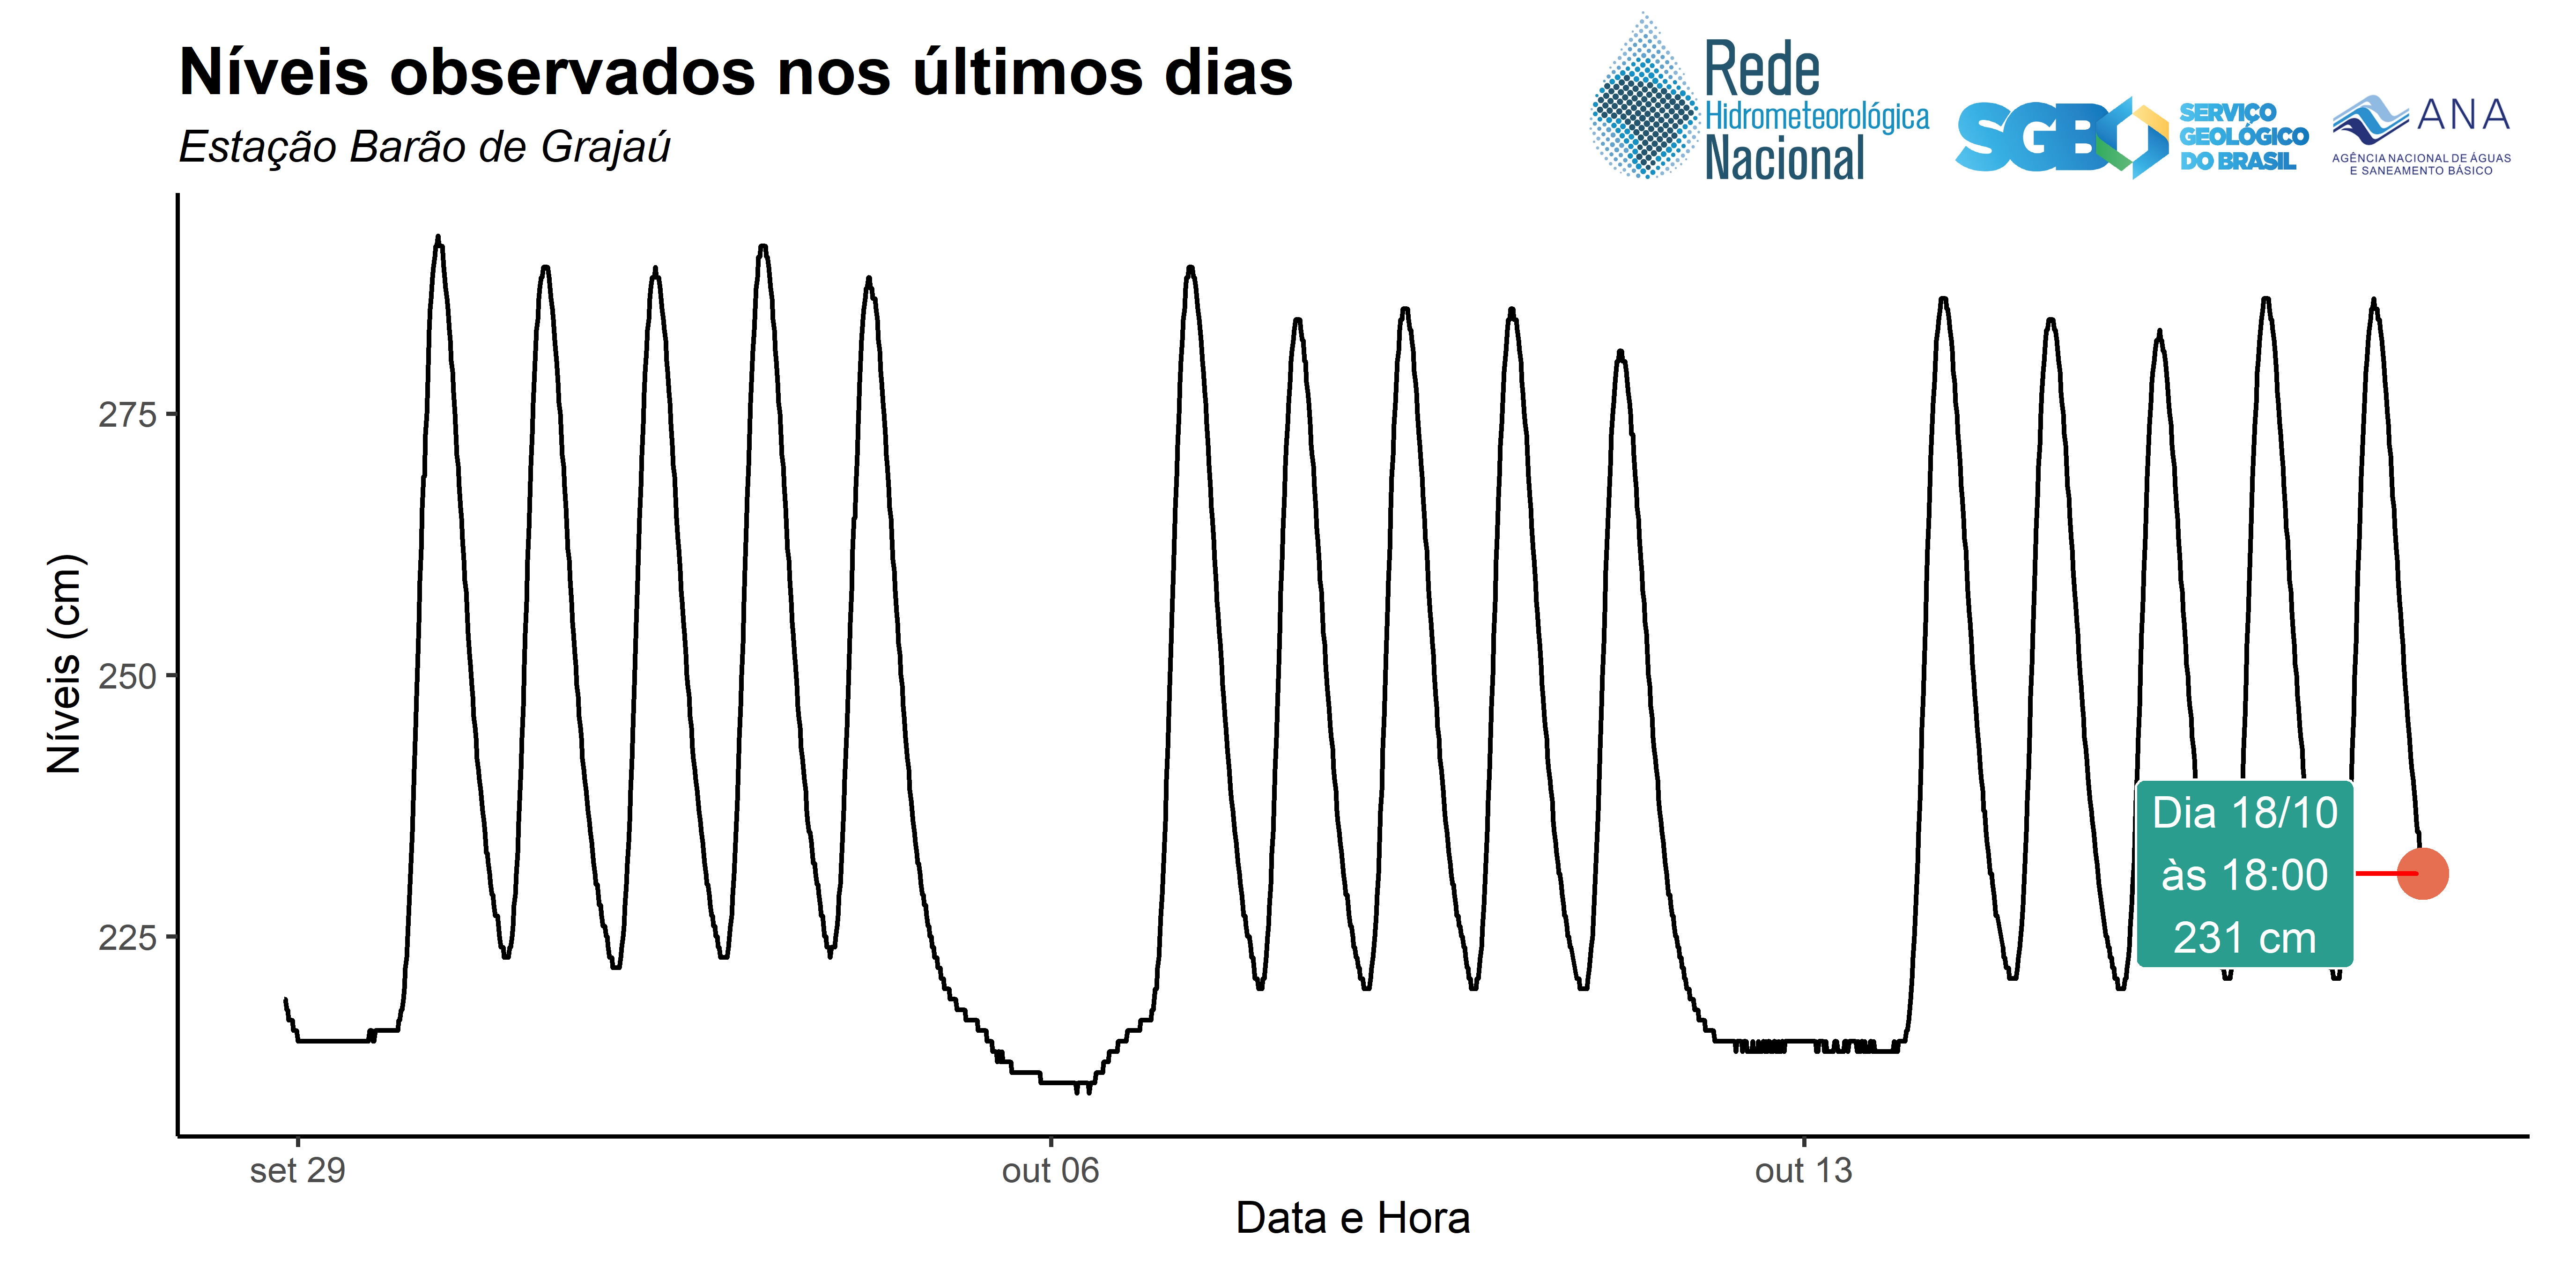 Níveis observados nos últimos dias
Estação Barão de Grajaú
Rede
Hidrometeorológica
Nacional
SGB
SERVIÇO
GEOLÓGICO
DO BRASIL
ANA
AGÊNCIA NACIONAL DE ÁGUAS
E SANEAMENTO BÁSICO
Níveis (cm)
275
250
225
Dia 18/10
às 18:00
231 cm
set 29
out 06
out 13
Data e Hora